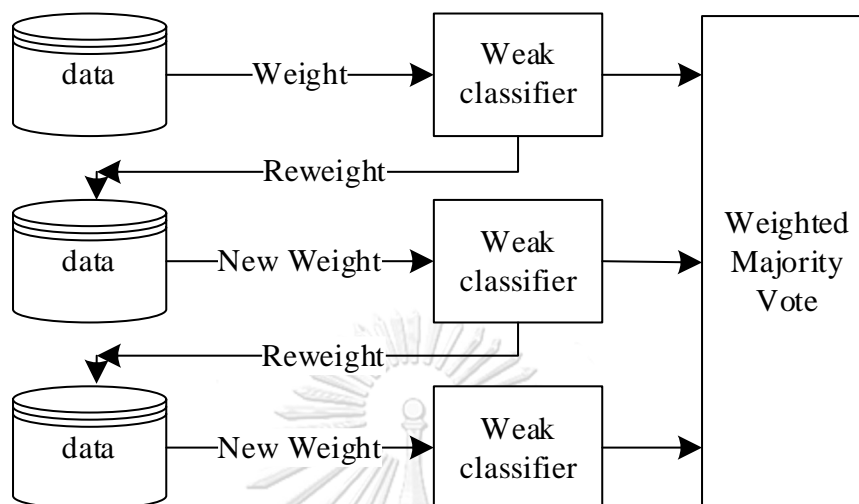 data
Weight
Weak
classifier
Reweight
data
New Weight
Weak
classifier
Weighted
Majority
Vote
Reweight
data
New Weight
Weak
classifier